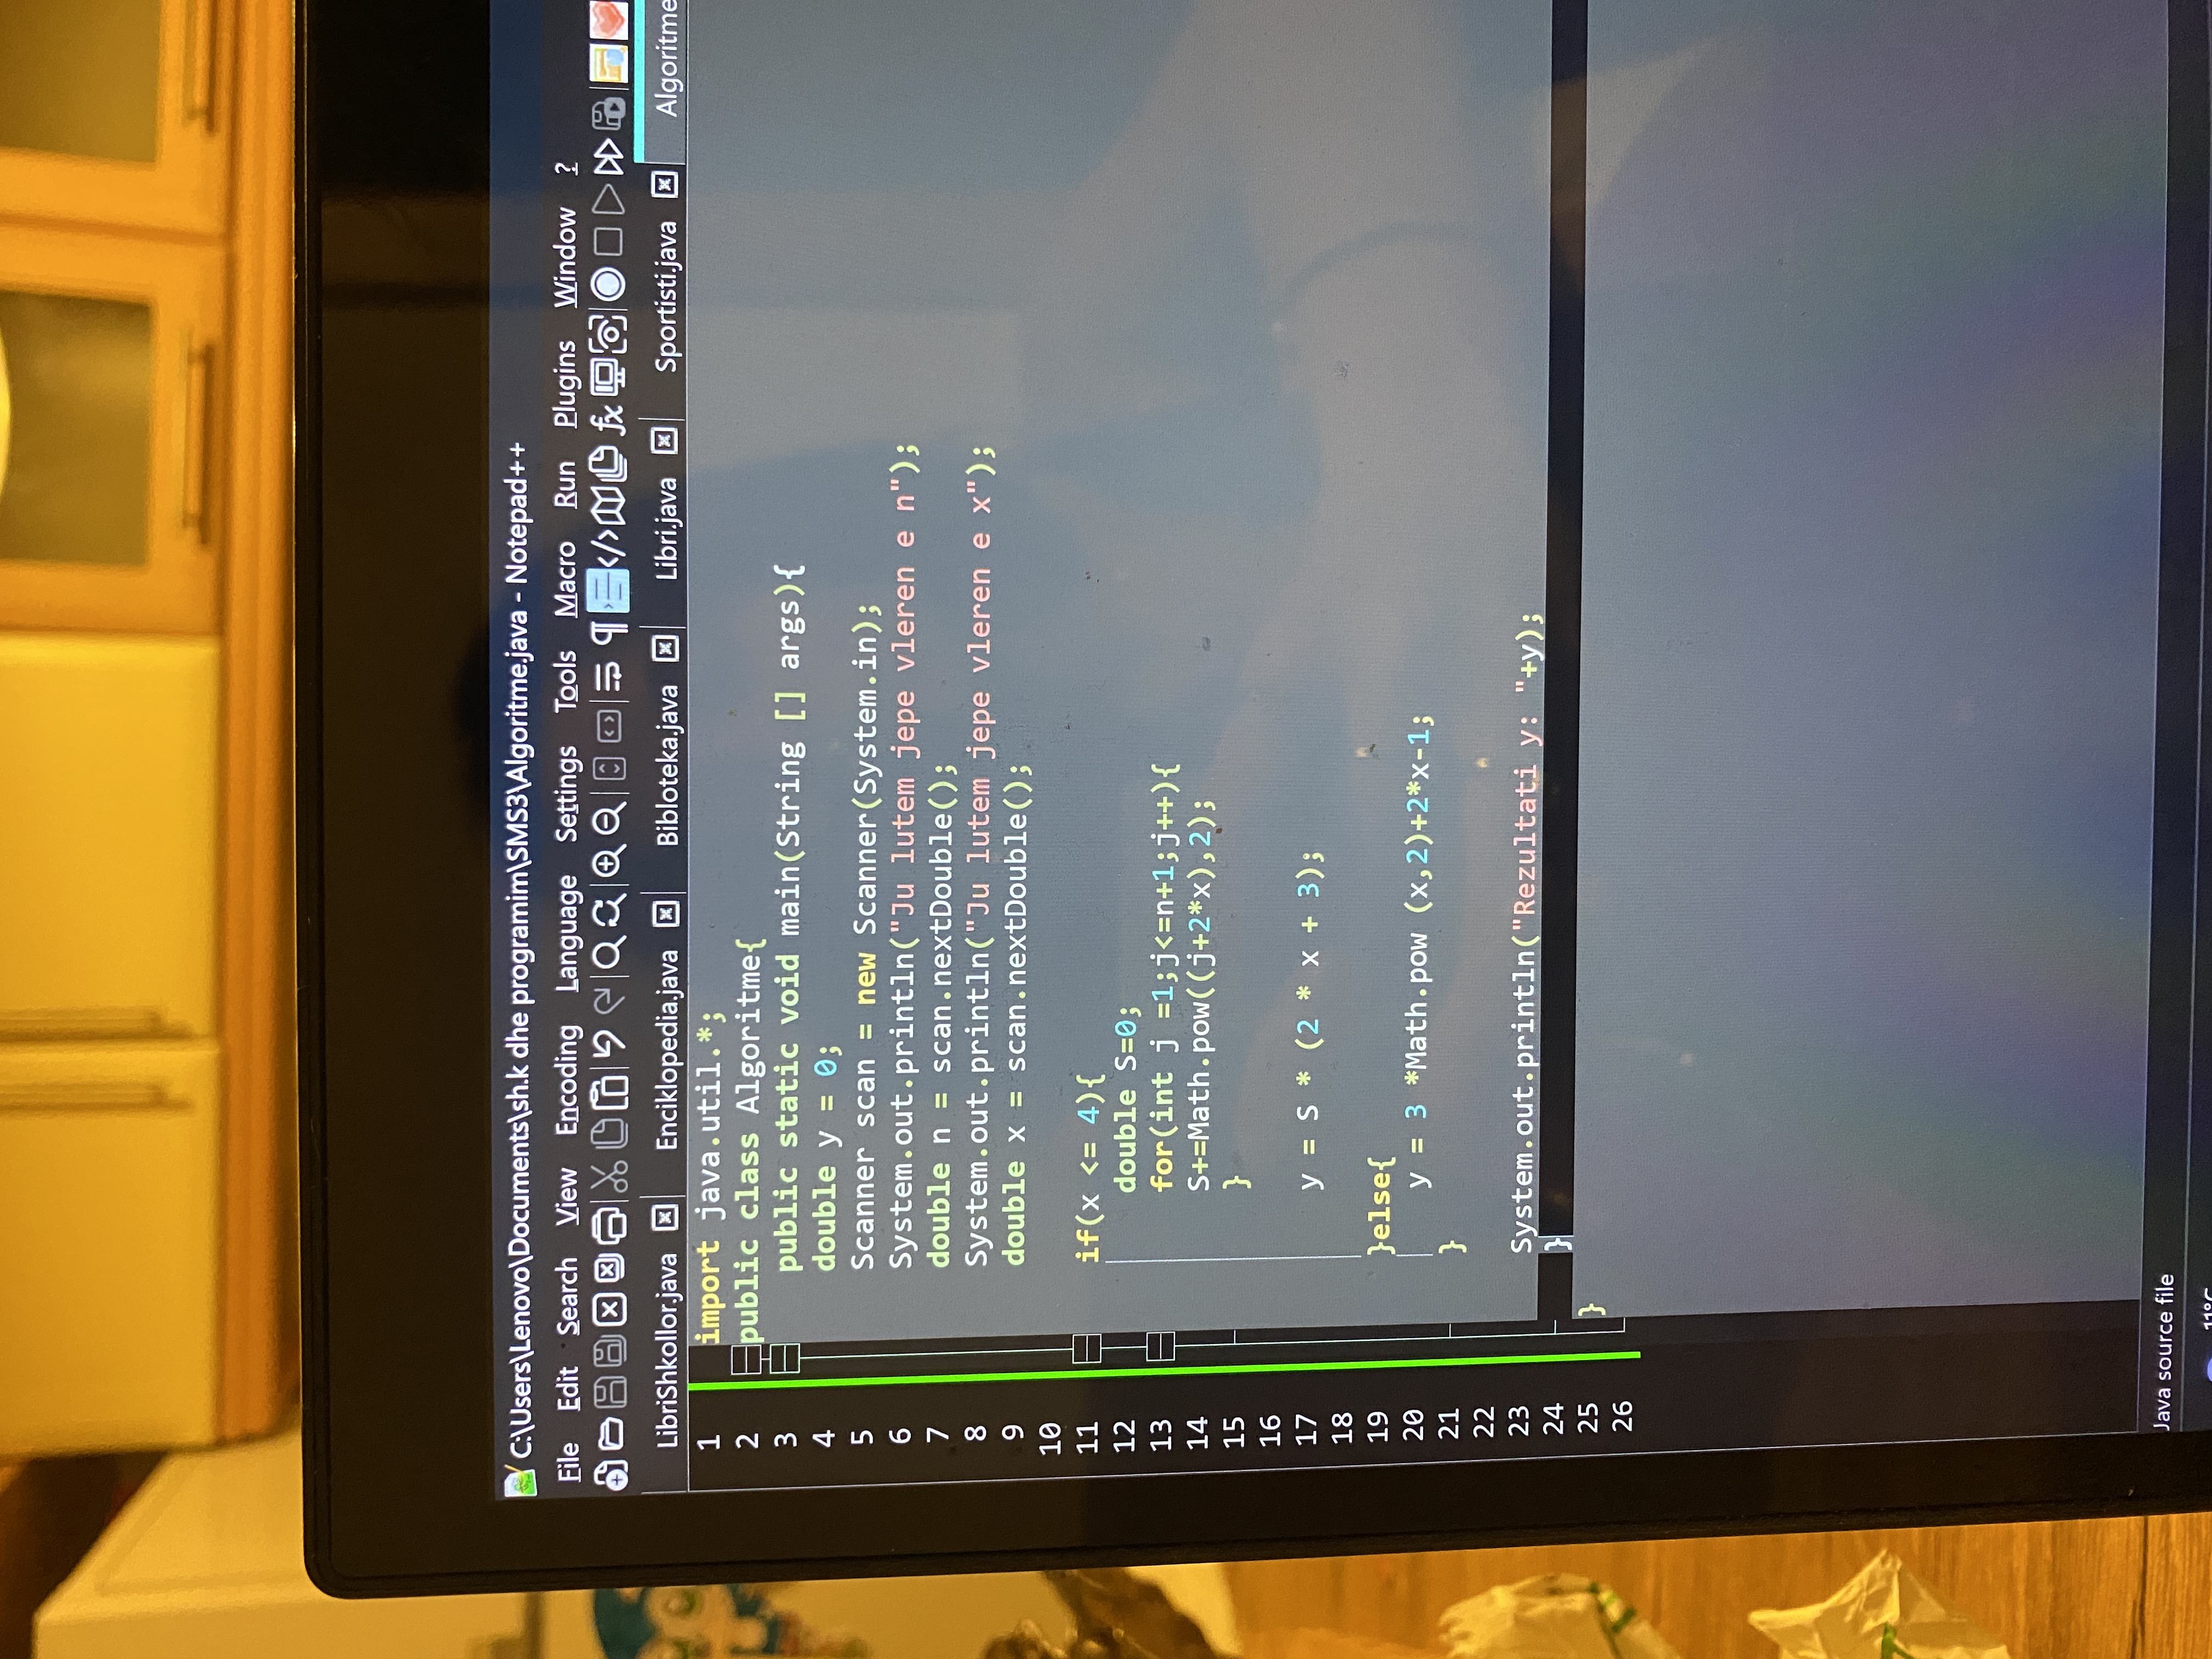 C:\Users\Lenovo\Documents\sh.k dhe programim\SMS3\Algoritme.java - Notepad++
File Edit Search View Encoding Language Settings Tools Macro Run Plugins Window ?
LibriShkollor.java Enciklopedia.java Bibloteka.java Libri.java Sportisti.java Algoritme
1 import java.util.*;
2 public class Algoritme{
3 public static void main(String [] args){
4 double y = 0;
5 Scanner scan = new Scanner(System.in);
6 System.out.println("Ju lutem jepe vleren e n");
7 double n = scan.nextDouble();
8 System.out.println("Ju lutem jepe vleren e x");
9 double x = scan.nextDouble();
10
11 if(x <= 4){
12 double S=0;
13 for(int j =1;j<=n+1;j++){
14 S+=Math.pow((j+2*x),2);
15 }
16
17 y = S * (2 * x + 3);
18
19 }else{
20 y = 3 *Math.pow (x,2)+2*x-1;
21 }
22
23 System.out.println("Rezultati y: "+y);
24 }
25 }
26
Java source file
11°C